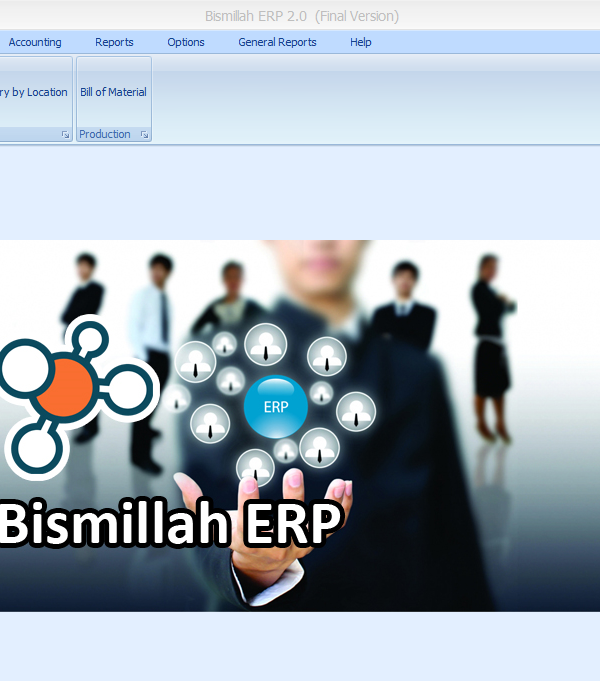 Bismillah ERP 2.0 (Final Version)
Accounting Reports Options General Reports Help
ry by Location Bill of Material
Production
ERP
Bismillah ERP